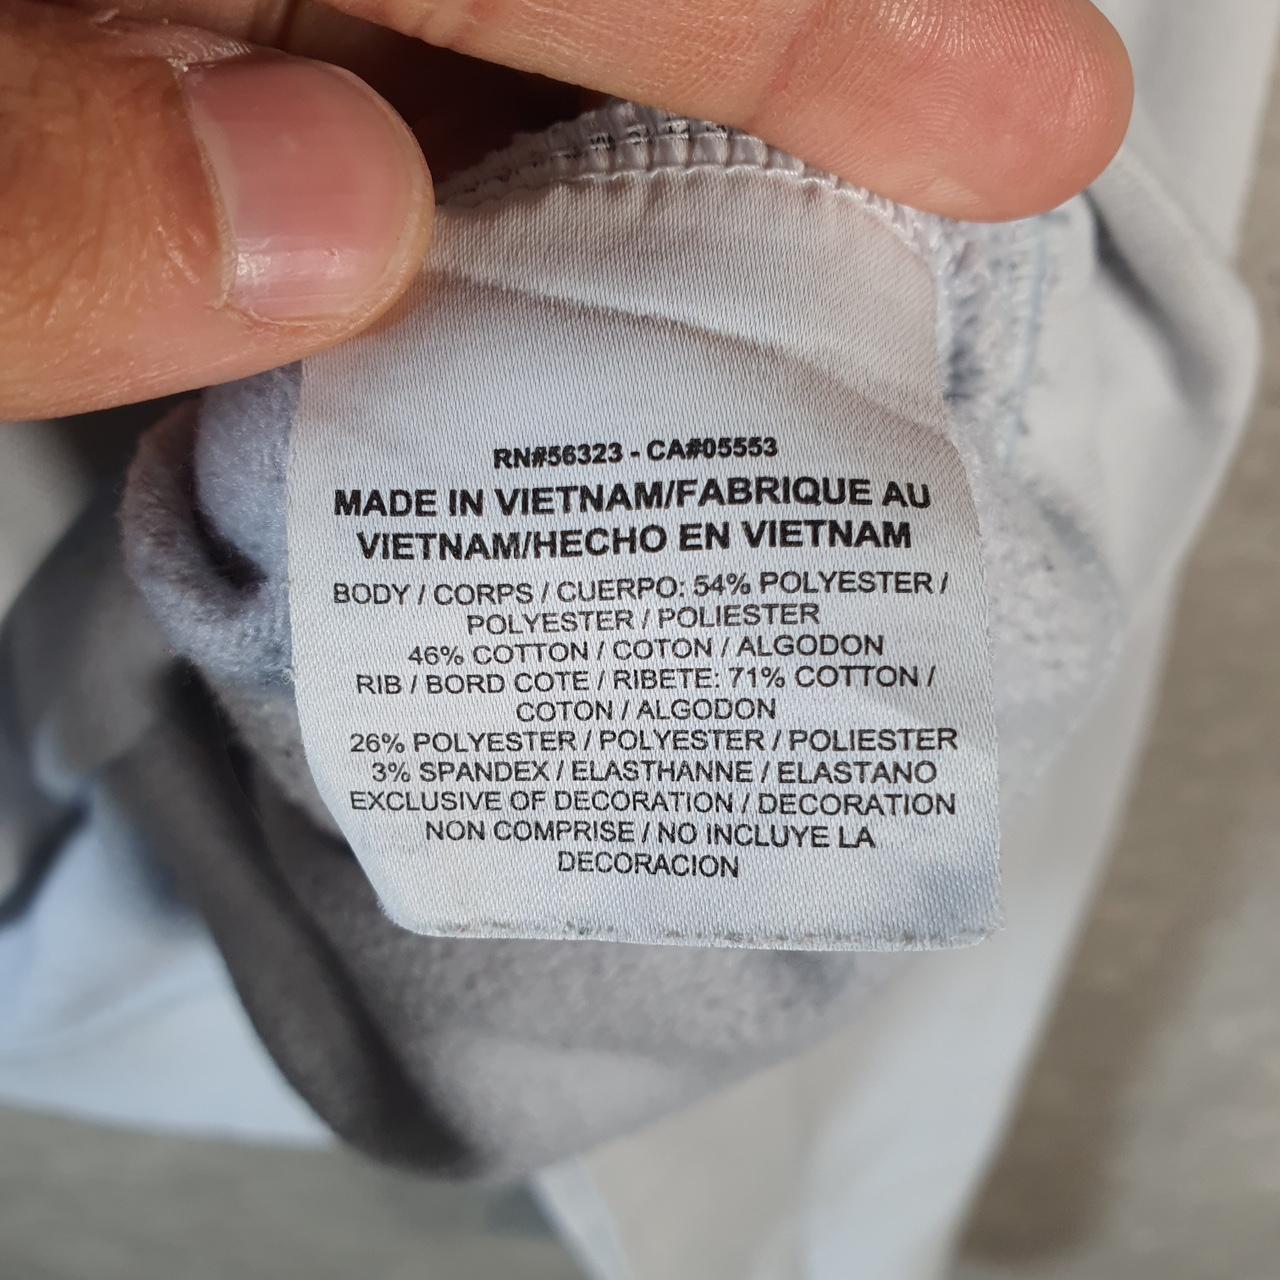 RN#56323 - CA#05553
MADE IN VIETNAM/FABRIQUE AU
VIETNAM/HECHO EN VIETNAM
BODY / CORPS / CUERPO: 54% POLYESTER /
POLYESTER / POLIESTER
46% COTTON / COTON / ALGODON
RIB / BORD COTE / RIBETE: 71% COTTON /
COTON / ALGODON
26% POLYESTER / POLYESTER / POLIESTER
3% SPANDEX / ELASTHANNE / ELASTANO
EXCLUSIVE OF DECORATION / DECORATION
NON COMPRISE / NO INCLUYE LA
DECORACION